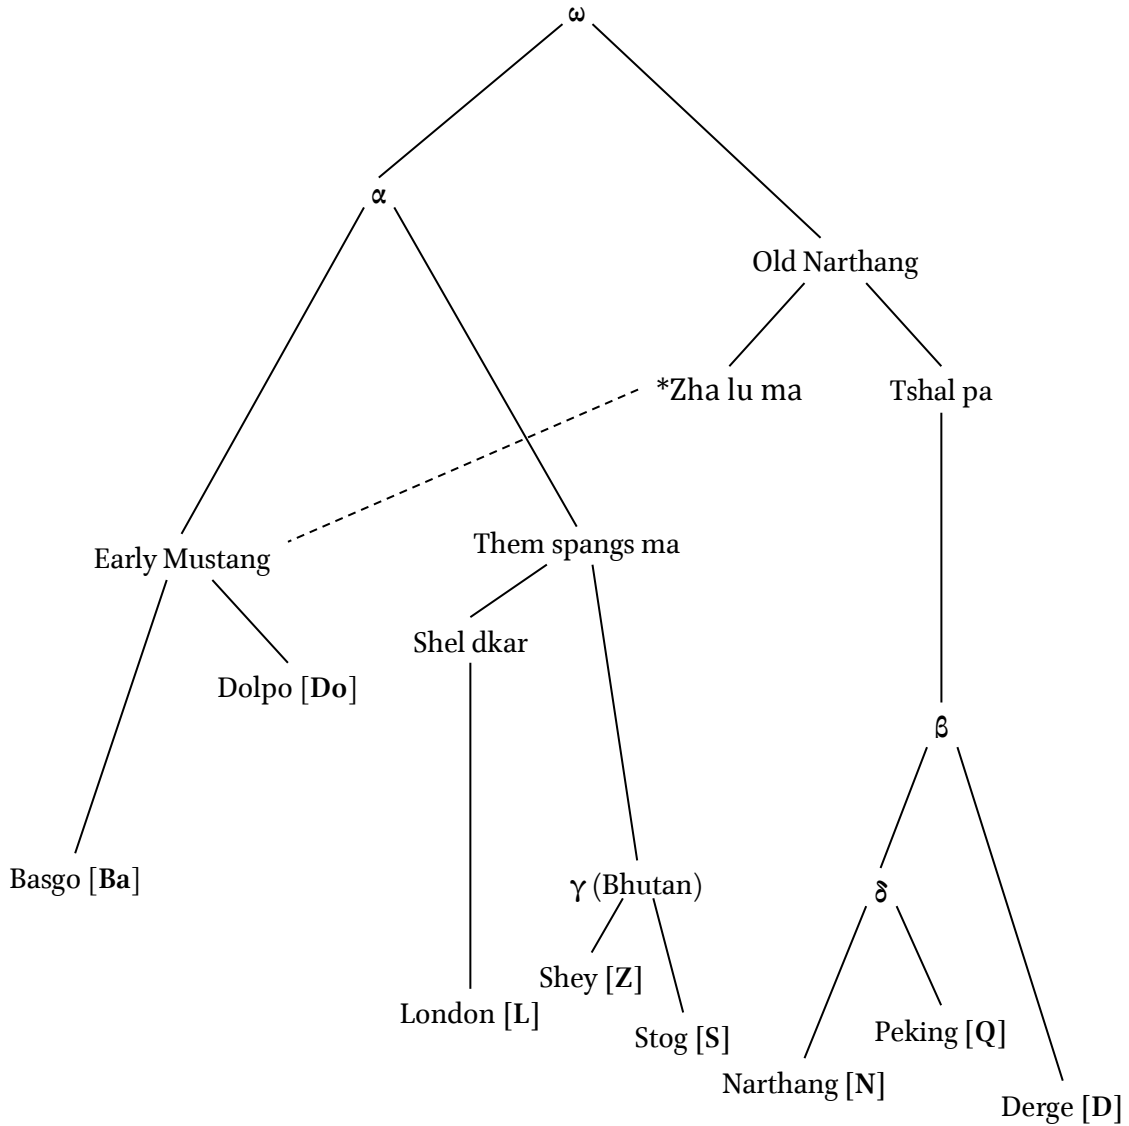 ω
α
Old Narthang
*Zha lu ma
Tshal pa
Early Mustang
Them spangs ma
Shel dkar
Dolpo [Do]
β
Basgo [Ba]
γ (Bhutan)
δ
Shey [Z]
London [L]
Stog [S]
Peking [Q]
Narthang [N]
Derge [D]